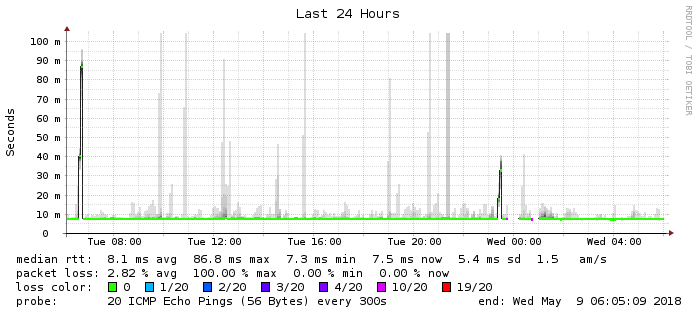 Last 24 Hours
RRDTOOL / TOBI OETIKER
Seconds
100 m
90 m
80 m
70 m
60 m
50 m
40 m
30 m
20 m
10 m
0
Tue 08:00 Tue 12:00 Tue 16:00 Tue 20:00 Wed 00:00 Wed 04:00
median rtt: 8.1 ms avg 86.8 ms max 7.3 ms min 7.5 ms now 5.4 ms sd 1.5 am/s
packet loss: 2.82 % avg 100.00 % max 0.00 % min 0.00 % now
loss color: 0 1/20 2/20 3/20 4/20 10/20 19/20
probe: 20 ICMP Echo Pings (56 Bytes) every 300s end: Wed May 9 06:05:09 2018